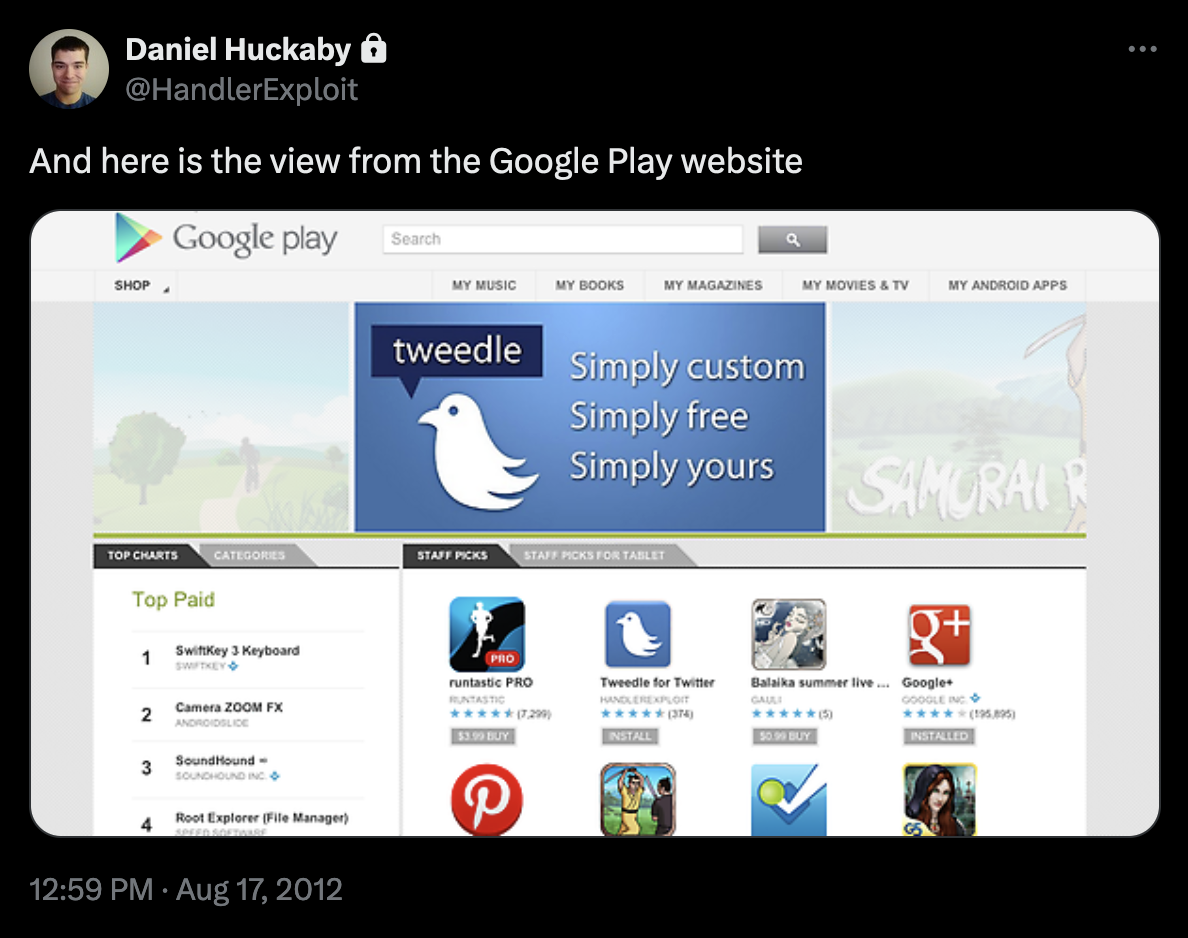 Daniel Huckaby
@HandlerExploit
And here is the view from the Google Play website
Google play
Search
SHOP
MY MUSIC
MY BOOKS
MY MAGAZINES
MY MOVIES & TV
MY ANDROID APPS
tweedle
Simply custom
Simply free
Simply yours
SAMURAI R
TOP CHARTS
CATEGORIES
STAFF PICKS
STAFF PICKS FOR TABLET
Top Paid
1
SwiftKey 3 Keyboard
SWIFTKEY
2
Camera ZOOM FX
ANDROIDSLIDE
3
SoundHound ∞
SOUNDHOUND INC.
4
Root Explorer (File Manager)
SPEED SOFTWARE
PRO
runtastic PRO
RUNTASTIC
(7,299)
$3.99 BUY
Tweedle for Twitter
HANDLEREXPLOIT
(374)
INSTALL
HD
Balaika summer live ...
GAULI
(5)
$0.99 BUY
g+
Google+
GOOGLE INC.
(195,895)
INSTALLED
G5
12:59 PM · Aug 17, 2012